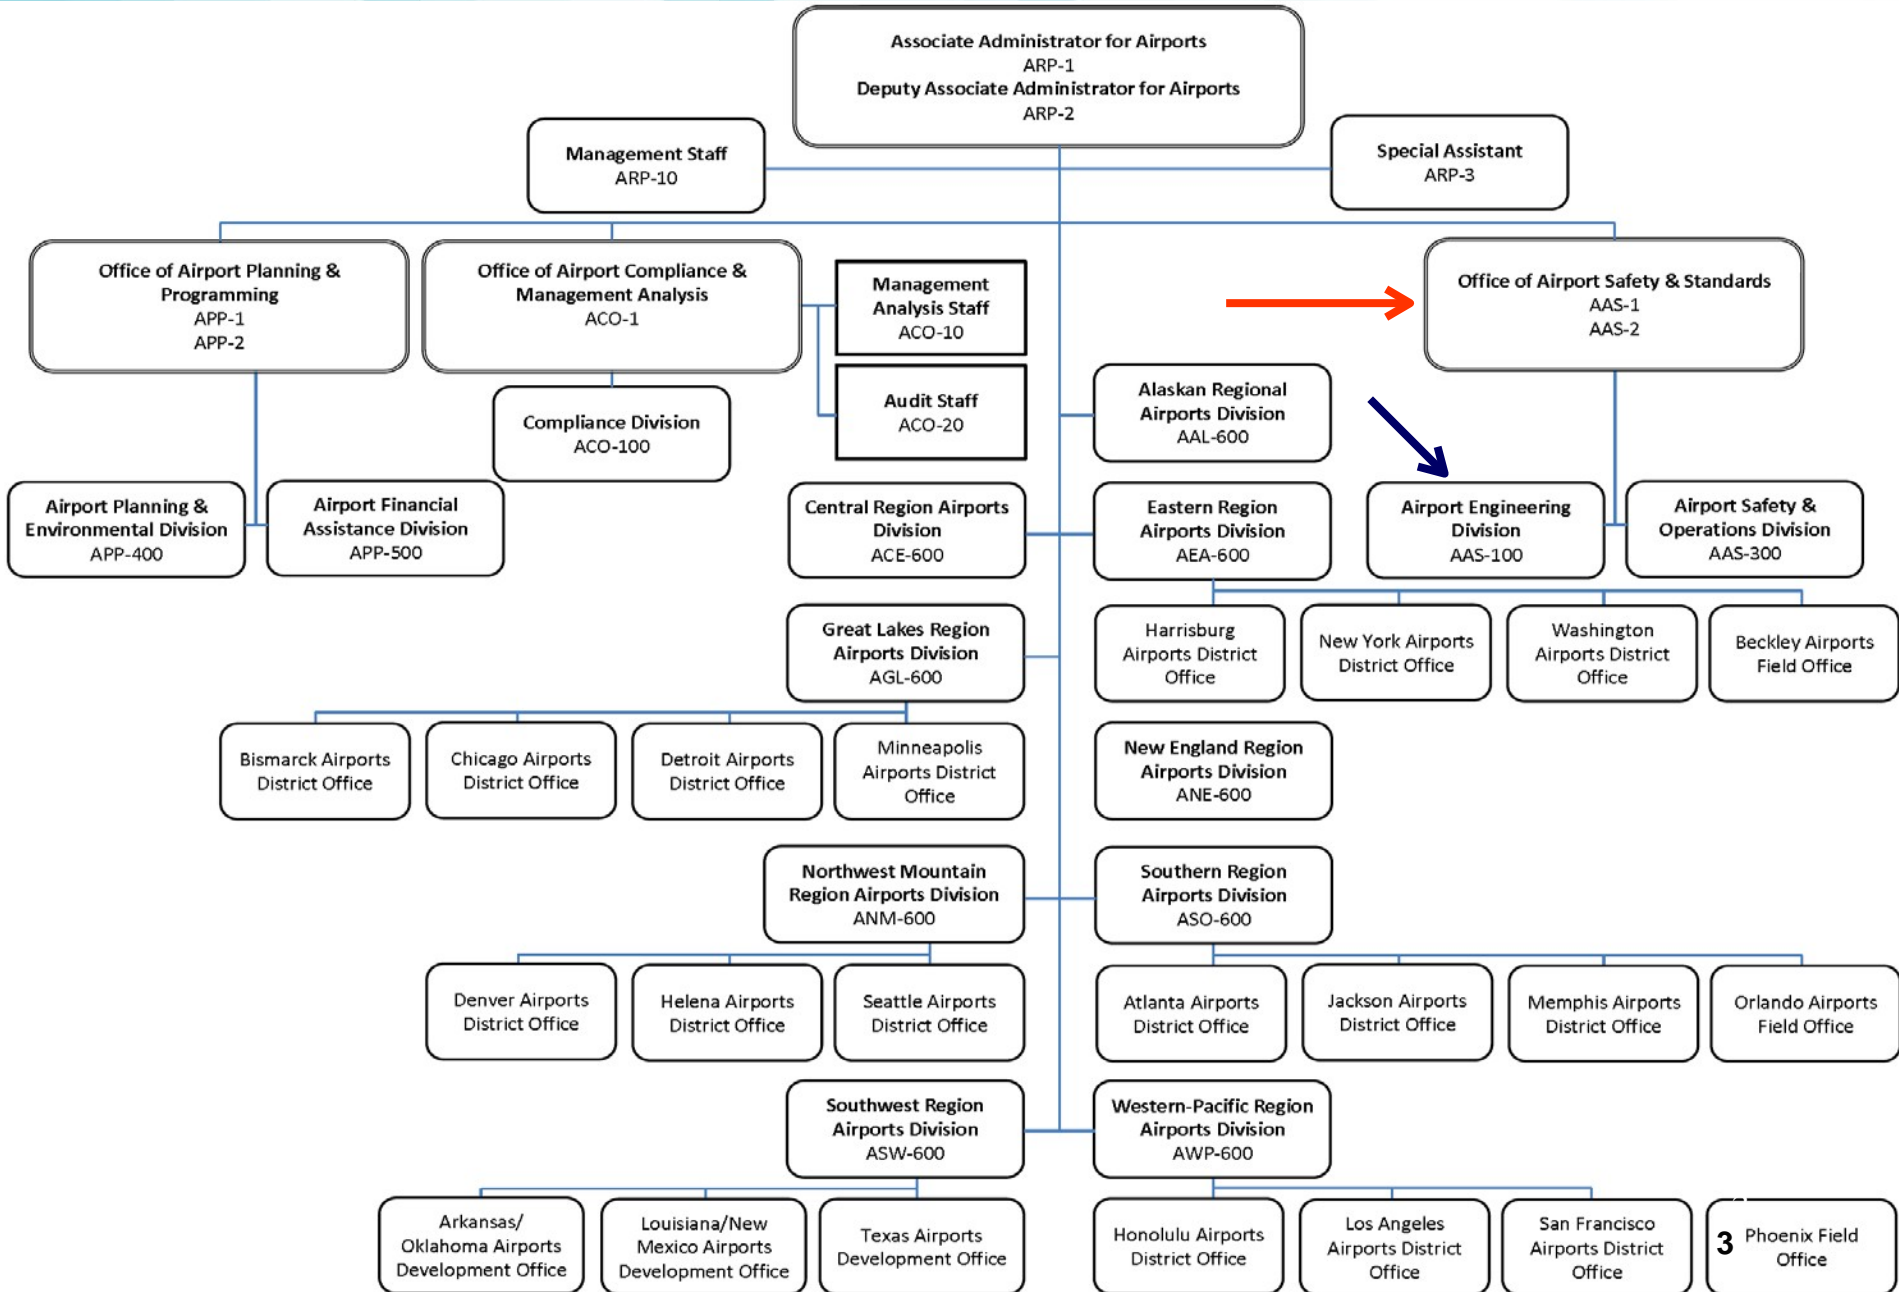 Associate Administrator for Airports
ARP-1
Deputy Associate Administrator for Airports
ARP-2
Management Staff
ARP-10
Special Assistant
ARP-3
Office of Airport Planning &
Programming
APP-1
APP-2
Office of Airport Compliance &
Management Analysis
ACO-1
Management
Analysis Staff
ACO-10
Office of Airport Safety & Standards
AAS-1
AAS-2
Audit Staff
ACO-20
Compliance Division
ACO-100
Alaskan Regional
Airports Division
AAL-600
Airport Planning &
Environmental Division
APP-400
Airport Financial
Assistance Division
APP-500
Central Region Airports
Division
ACE-600
Eastern Region
Airports Division
AEA-600
Airport Engineering
Division
AAS-100
Airport Safety &
Operations Division
AAS-300
Great Lakes Region
Airports Division
AGL-600
Harrisburg
Airports District
Office
New York Airports
District Office
Washington
Airports District
Office
Beckley Airports
Field Office
Bismarck Airports
District Office
Chicago Airports
District Office
Detroit Airports
District Office
Minneapolis
Airports District
Office
New England Region
Airports Division
ANE-600
Northwest Mountain
Region Airports Division
ANM-600
Southern Region
Airports Division
ASO-600
Denver Airports
District Office
Helena Airports
District Office
Seattle Airports
District Office
Atlanta Airports
District Office
Jackson Airports
District Office
Memphis Airports
District Office
Orlando Airports
Field Office
Southwest Region
Airports Division
ASW-600
Western-Pacific Region
Airports Division
AWP-600
Arkansas/
Oklahoma Airports
Development Office
Louisiana/New
Mexico Airports
Development Office
Texas Airports
Development Office
Honolulu Airports
District Office
Los Angeles
Airports District
Office
San Francisco
Airports District
Office
3
Phoenix Field
Office